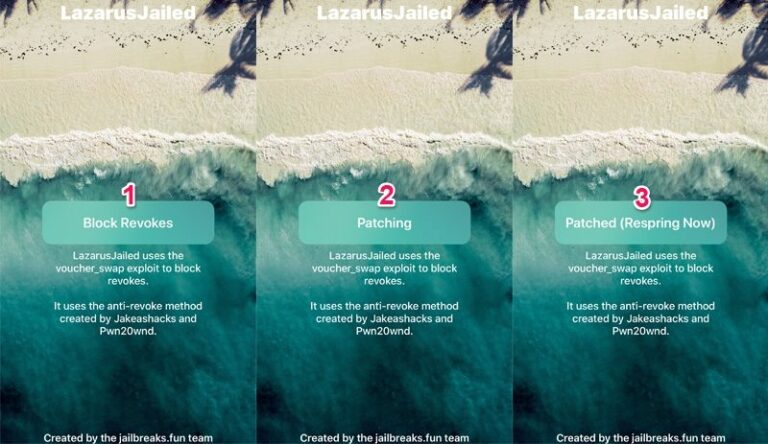 LazarusJailed
1
Block Revokes
LazarusJailed uses the
voucher_swap exploit to block
revokes.
It uses the anti-revoke method
created by Jakeashacks and
Pwn20wnd.
Created by the jailbreaks.fun team
LazarusJailed
2
Patching
LazarusJailed uses the
voucher_swap exploit to block
revokes.
It uses the anti-revoke method
created by Jakeashacks and
Pwn20wnd.
Created by the jailbreaks.fun team
LazarusJailed
3
Patched (Respring Now)
LazarusJailed uses the
voucher_swap exploit to block
revokes.
It uses the anti-revoke method
created by Jakeashacks and
Pwn20wnd.
Created by the jailbreaks.fun team